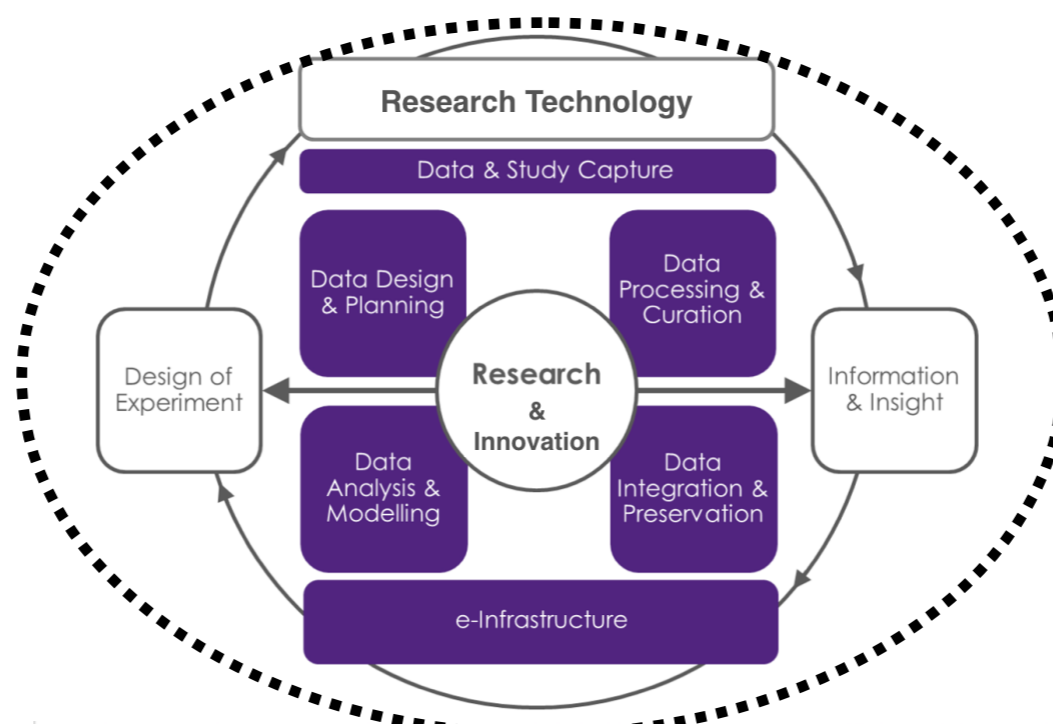 Research Technology
Data & Study Capture
Data Design
& Planning
Data
Processing &
Curation
Design of
Experiment
Research
&
Innovation
Information
& Insight
Data
Analysis &
Modelling
Data
Integration &
Preservation
e-Infrastructure